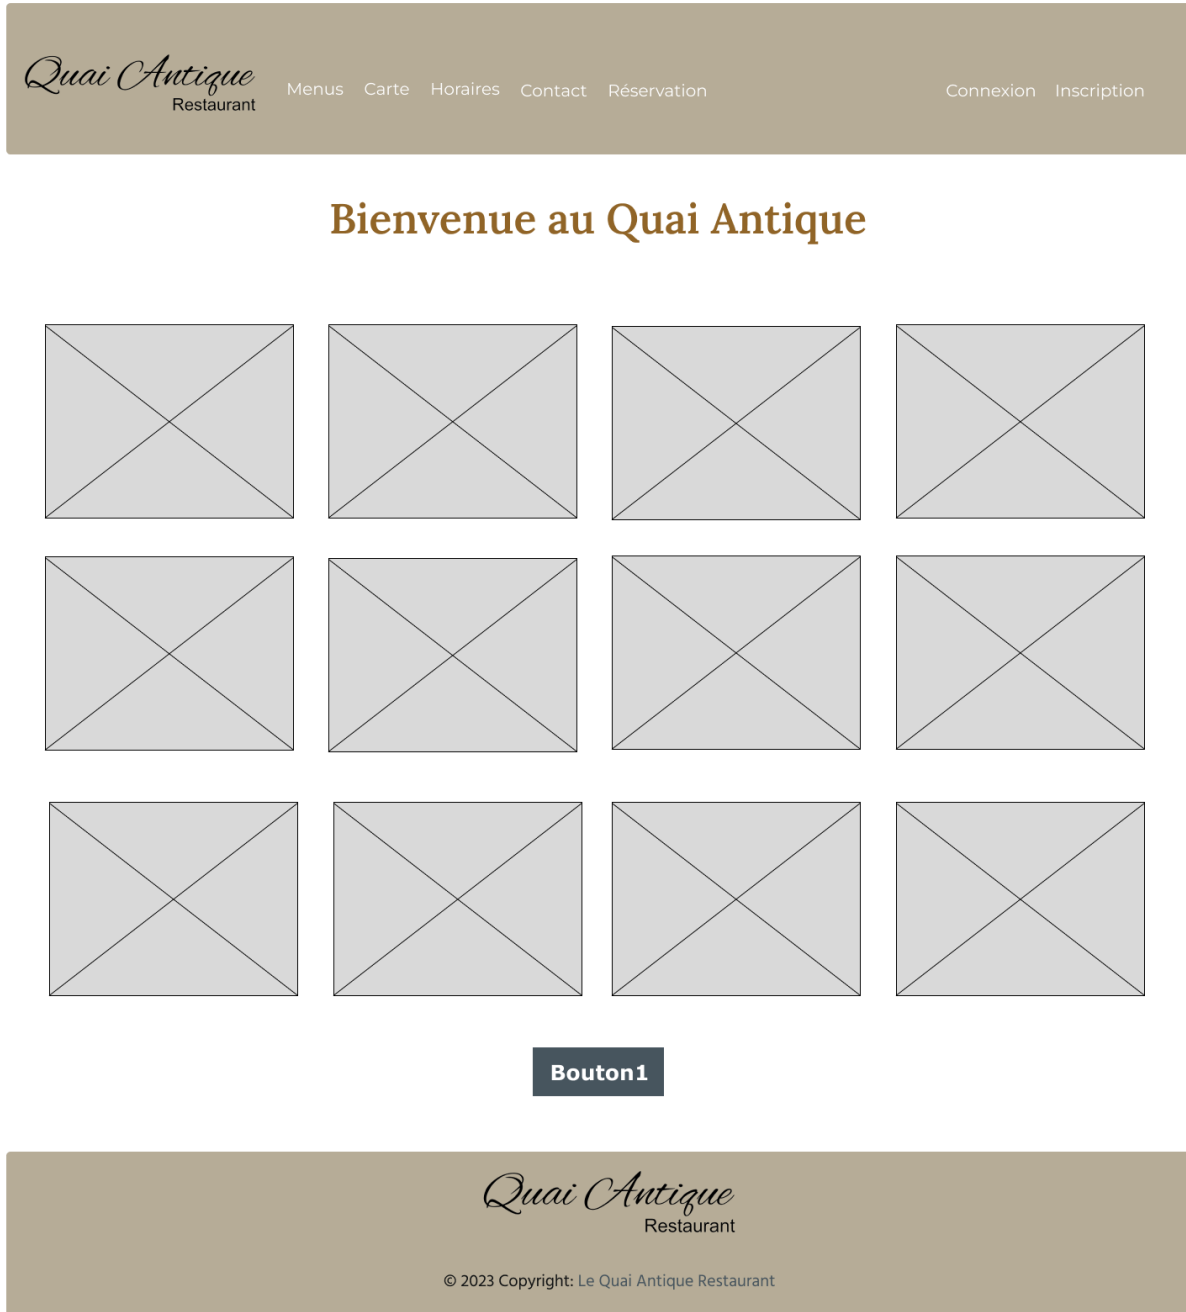 Quai Antique
Restaurant
Menus Carte Horaires Contact Réservation Connexion Inscription
Bienvenue au Quai Antique
Bouton1
Quai Antique
Restaurant
© 2023 Copyright: Le Quai Antique Restaurant